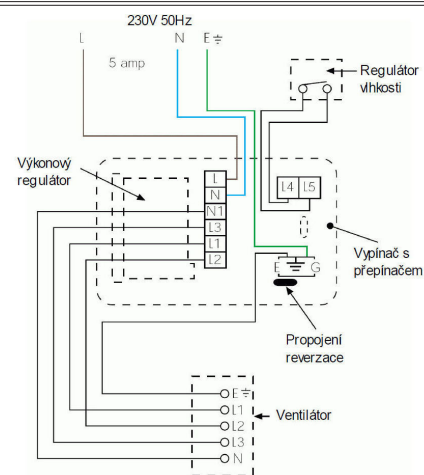 230V 50Hz
L N E
5 amp
Regulátor
vlhkosti
Výkonový
regulátor
L
N
N1
L3
L1
L2
L4 L5
E G
Vypínač s
přepínačem
Propojení
reverzace
E
L1
L2
L3
N
Ventilátor